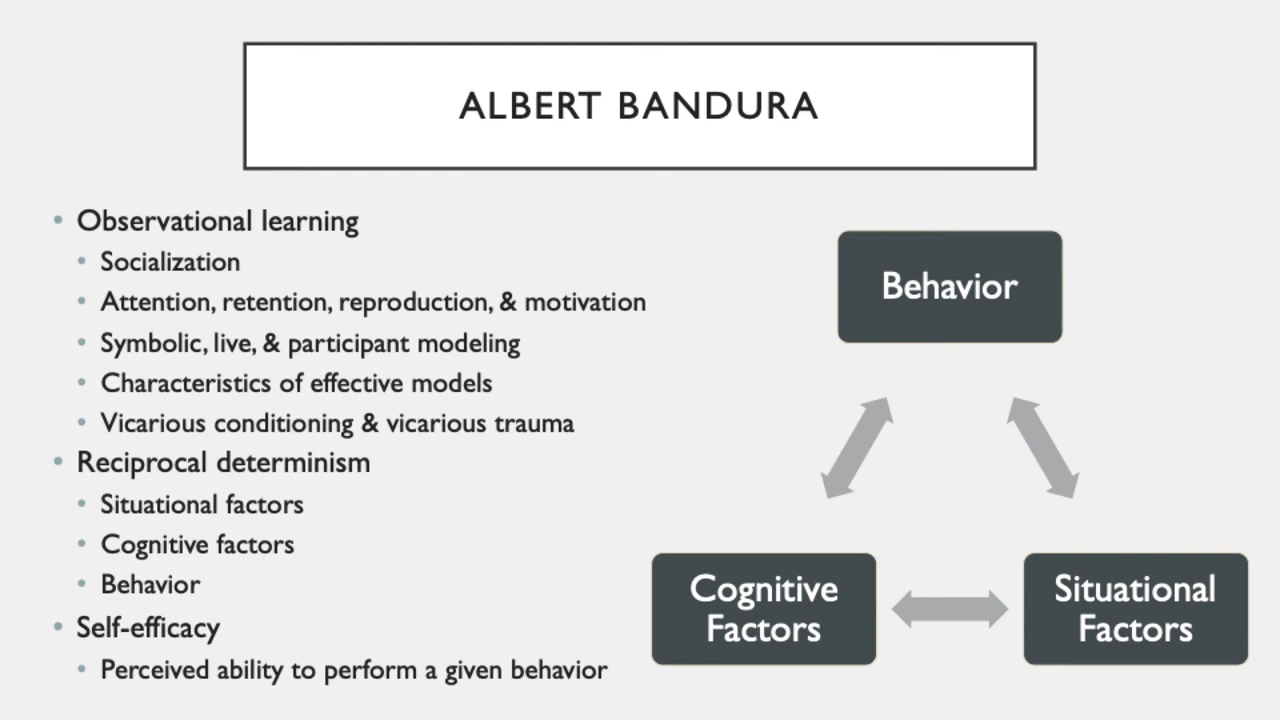 ALBERT BANDURA
• Observational learning
• Socialization
• Attention, retention, reproduction, & motivation
• Symbolic, live, & participant modeling
• Characteristics of effective models
• Vicarious conditioning & vicarious trauma
• Reciprocal determinism
• Situational factors
• Cognitive factors
• Behavior
• Self-efficacy
• Perceived ability to perform a given behavior
Behavior
Cognitive
Factors
Situational
Factors